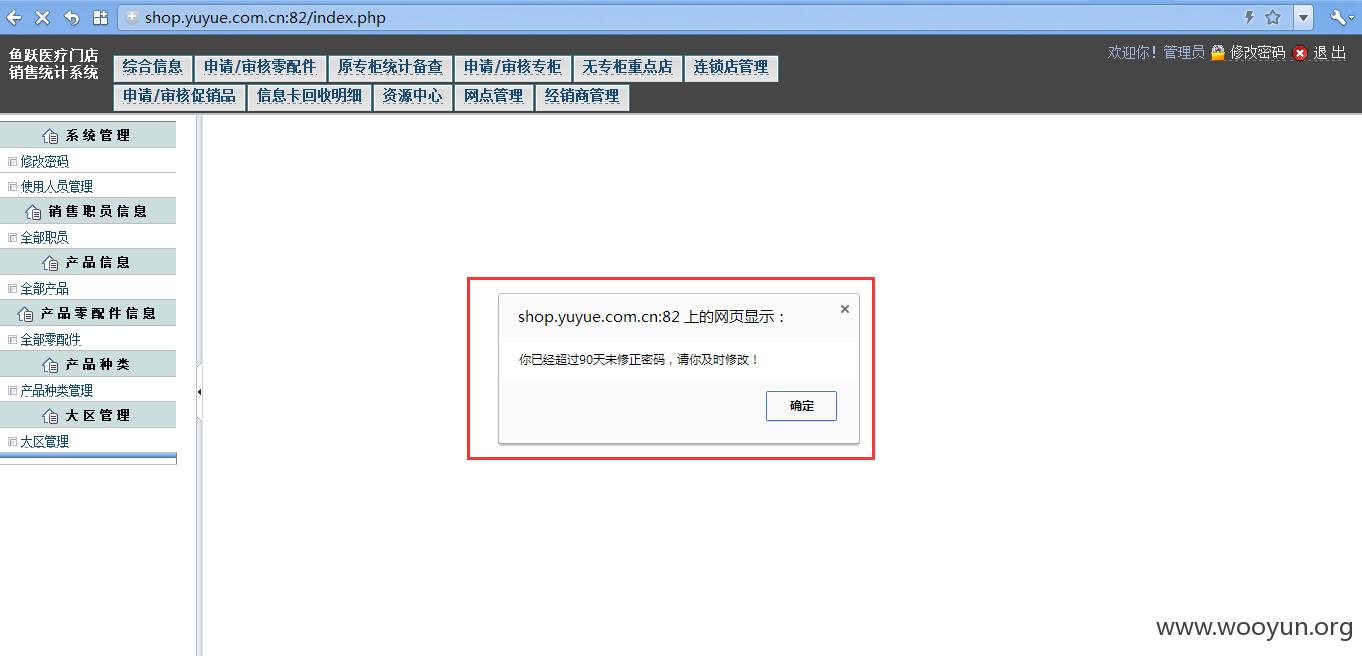 shop.yuyue.com.cn:82/index.php
鱼跃医疗门店
销售统计系统
欢迎你！管理员 修改密码 退 出
综合信息 申请/审核零配件 原专柜统计备查 申请/审核专柜 无专柜重点店 连锁店管理
申请/审核促销品 信息卡回收明细 资源中心 网点管理 经销商管理
系统管理
修改密码
使用人员管理
销售职员信息
全部职员
产品信息
全部产品
产品零配件信息
全部零配件
产品种类
产品种类管理
大区管理
大区管理
shop.yuyue.com.cn:82 上的网页显示：
你已经超过90天未修正密码，请你及时修改！
确定
www.wooyun.org